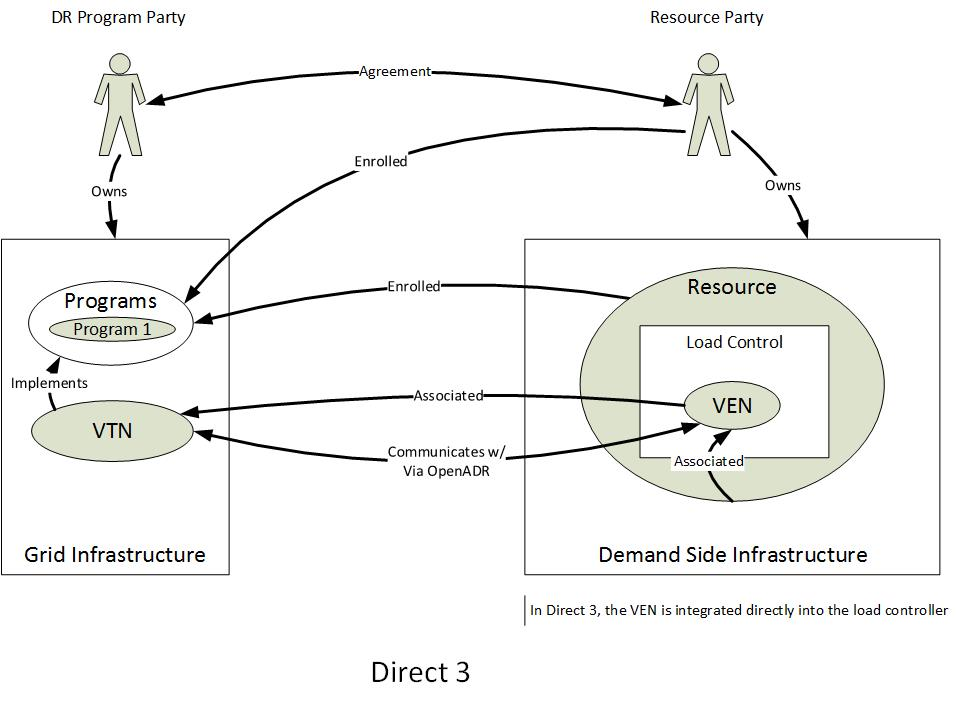 DR Program Party
Resource Party
Agreement
Enrolled
Owns
Owns
Programs
Program 1
Enrolled
Resource
Load Control
Implements
Associated
VEN
VTN
Communicates w/
Via OpenADR
Associated
Grid Infrastructure
Demand Side Infrastructure
In Direct 3, the VEN is integrated directly into the load controller
Direct 3